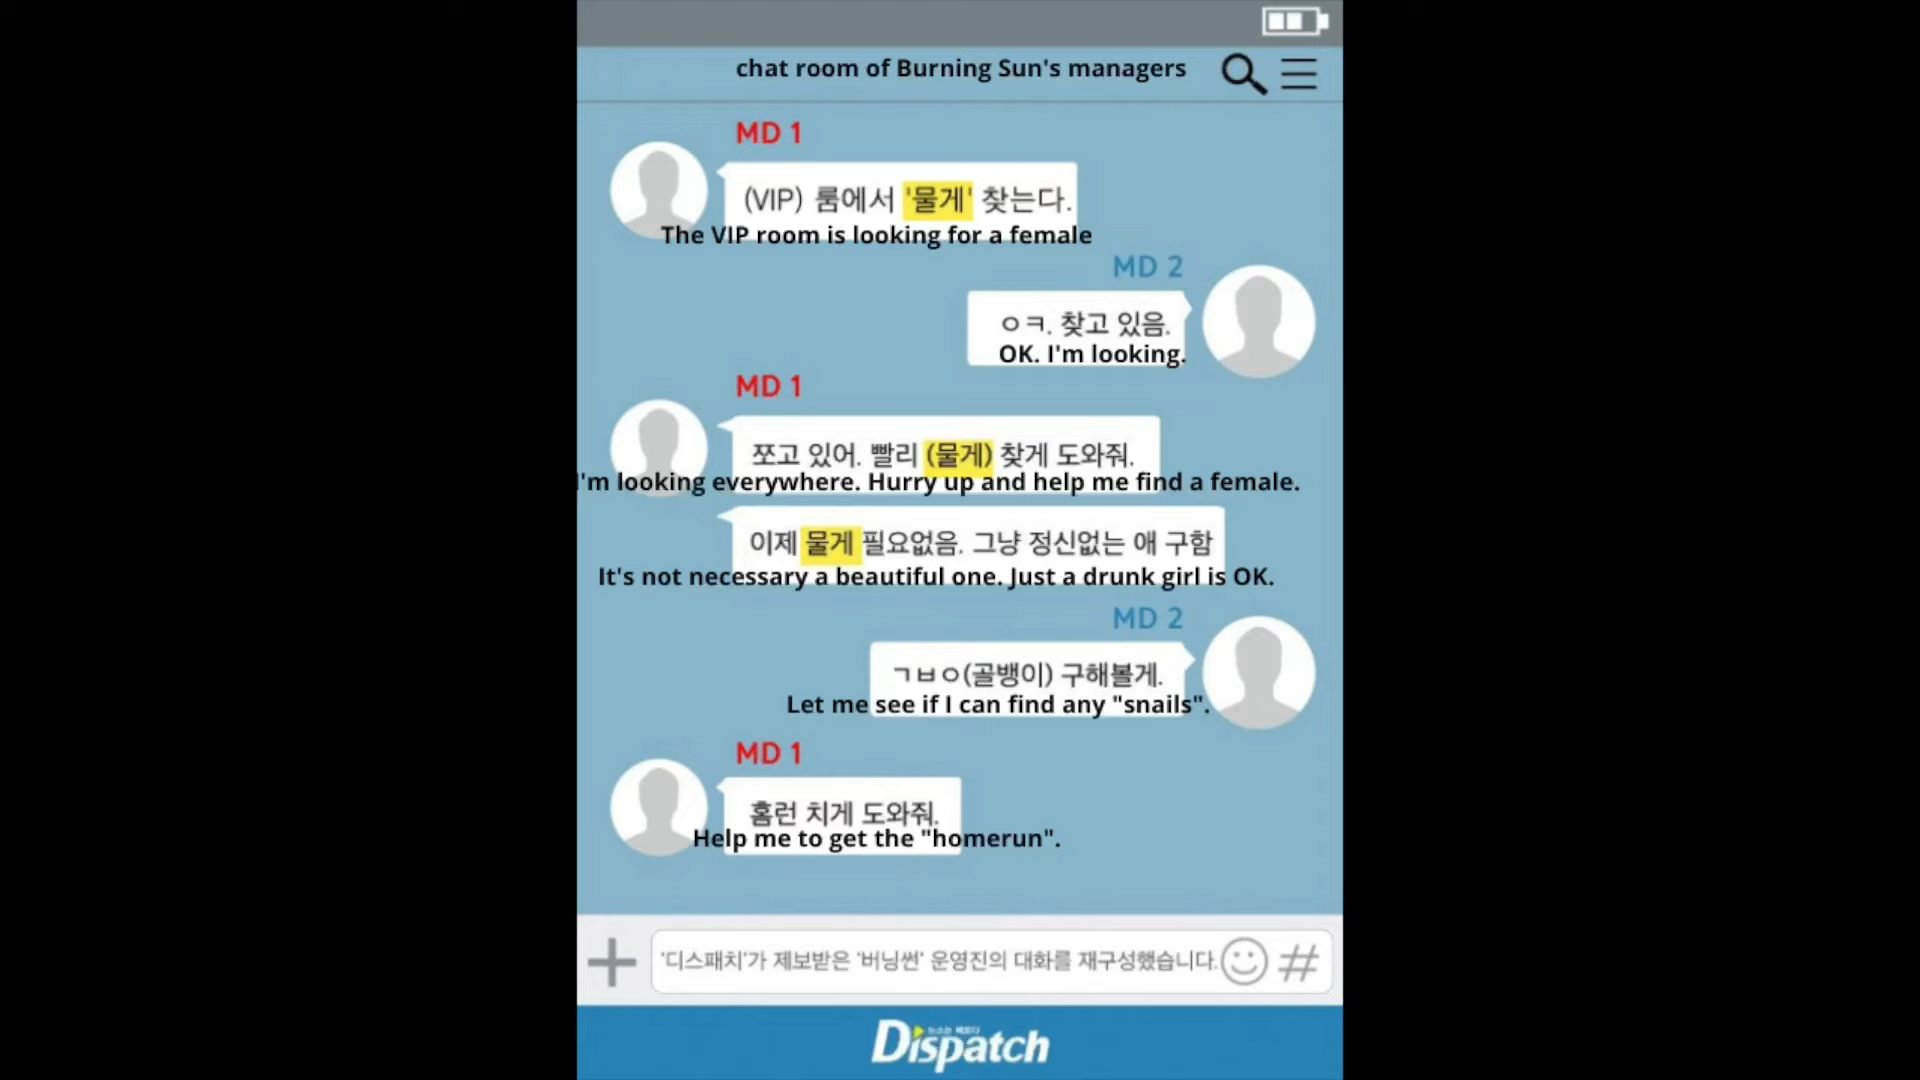 chat room of Burning Sun's managers
MD 1
(VIP) 룸에서 '물게' 찾는다.
The VIP room is looking for a female
MD 2
ㅇㅋ. 찾고 있음.
OK. I'm looking.
MD 1
쪼고 있어. 빨리 (물게) 찾게 도와줘.
I'm looking everywhere. Hurry up and help me find a female.
이제 물게 필요없음. 그냥 정신없는 애 구함
It's not necessary a beautiful one. Just a drunk girl is OK.
MD 2
ㄱㅂㅇ(골뱅이) 구해볼게.
Let me see if I can find any "snails".
MD 1
홈런 치게 도와줘.
Help me to get the "homerun".
'디스패치'가 제보받은 '버닝썬' 운영진의 대화를 재구성했습니다.
#
Dispatch